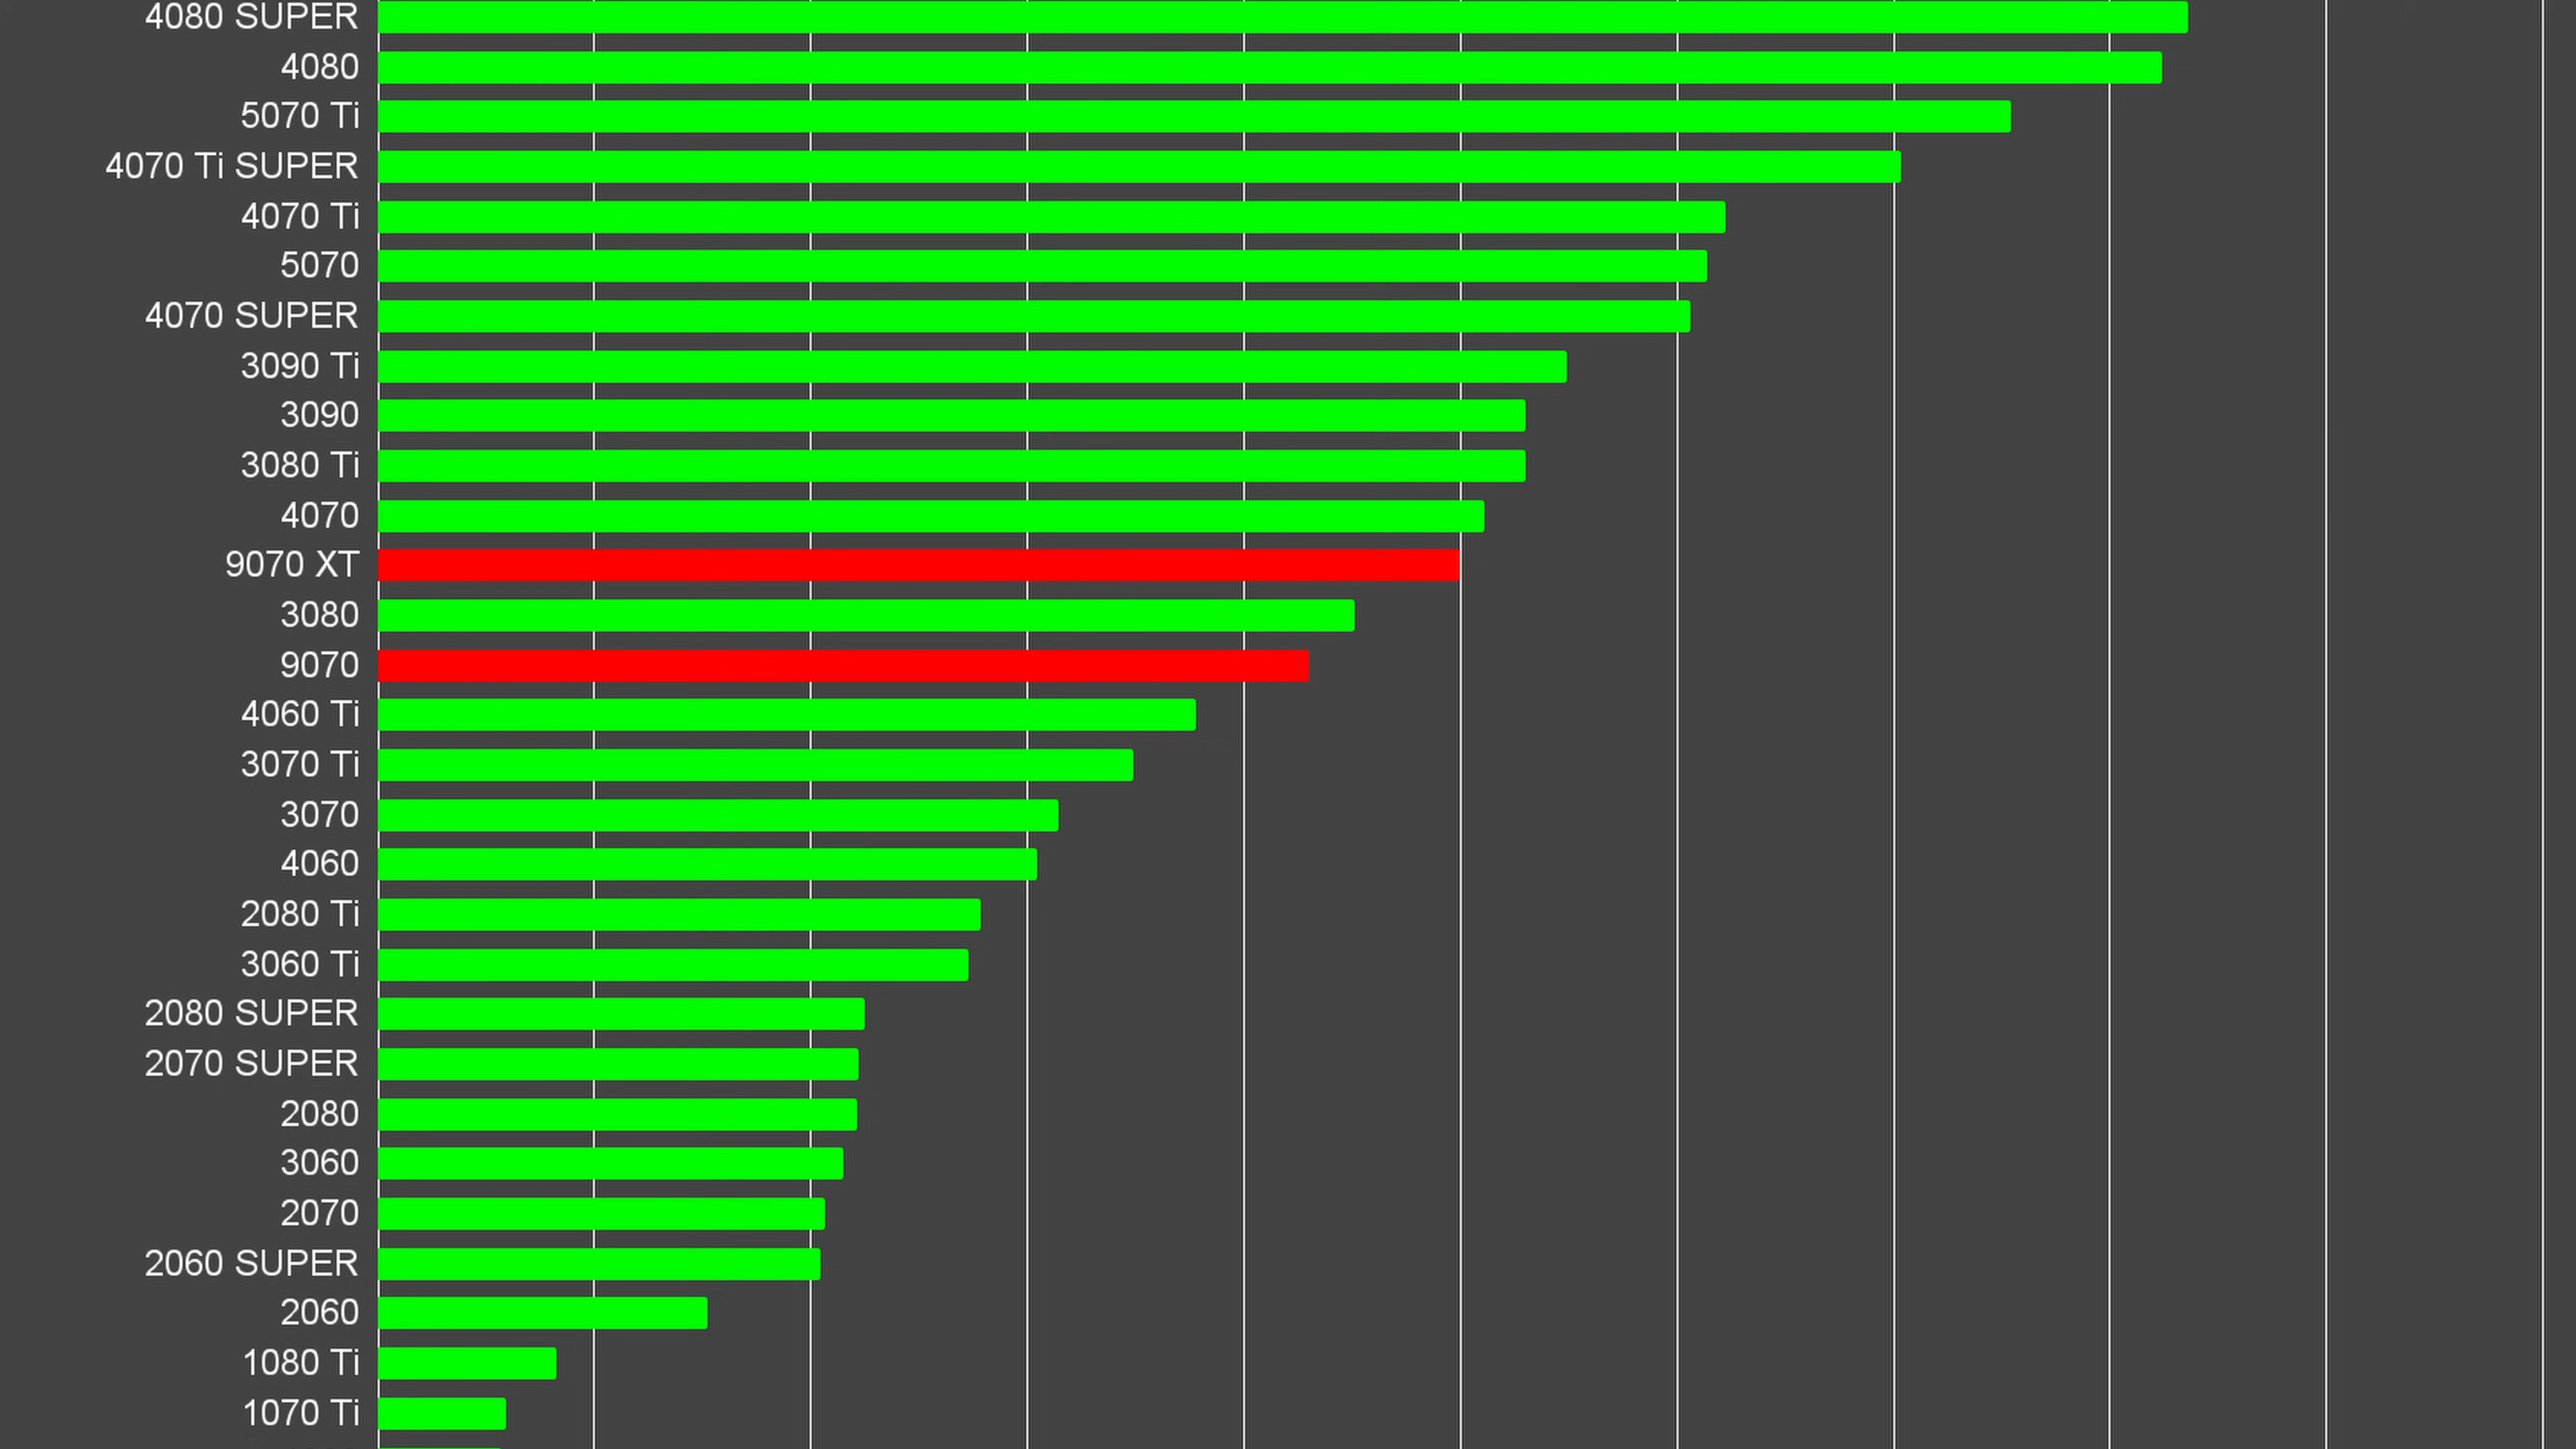 4080 SUPER
4080
5070 Ti
4070 Ti SUPER
4070 Ti
5070
4070 SUPER
3090 Ti
3090
3080 Ti
4070
9070 XT
3080
9070
4060 Ti
3070 Ti
3070
4060
2080 Ti
3060 Ti
2080 SUPER
2070 SUPER
2080
3060
2070
2060 SUPER
2060
1080 Ti
1070 Ti